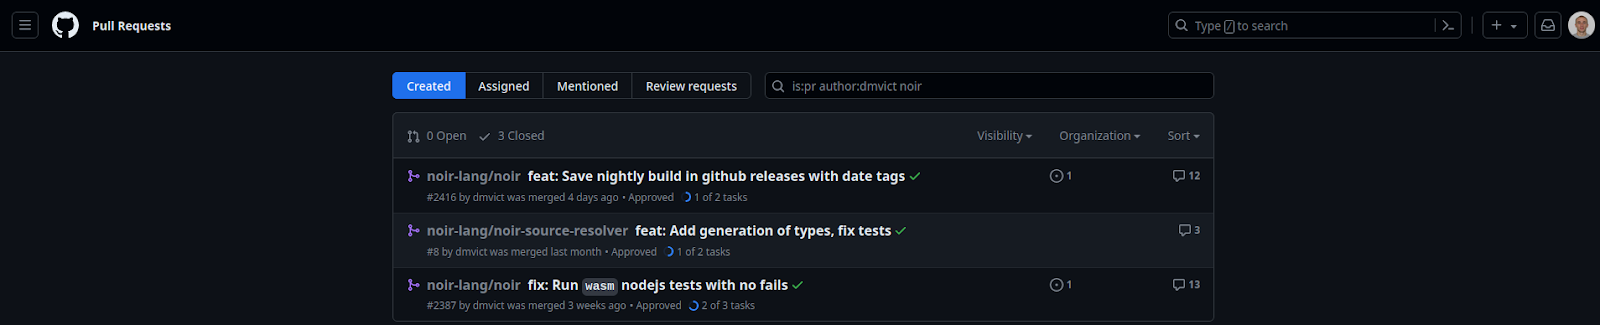 Pull Requests
Type / to search
Created Assigned Mentioned Review requests is:pr author:dmvict noir
0 Open 3 Closed Visibility Organization Sort
noir-lang/noir feat: Save nightly build in github releases with date tags 1 12
#2416 by dmvict was merged 4 days ago • Approved 1 of 2 tasks
noir-lang/noir-source-resolver feat: Add generation of types, fix tests 3
#8 by dmvict was merged last month • Approved 1 of 2 tasks
noir-lang/noir fix: Run wasm nodejs tests with no fails 1 13
#2387 by dmvict was merged 3 weeks ago • Approved 2 of 3 tasks